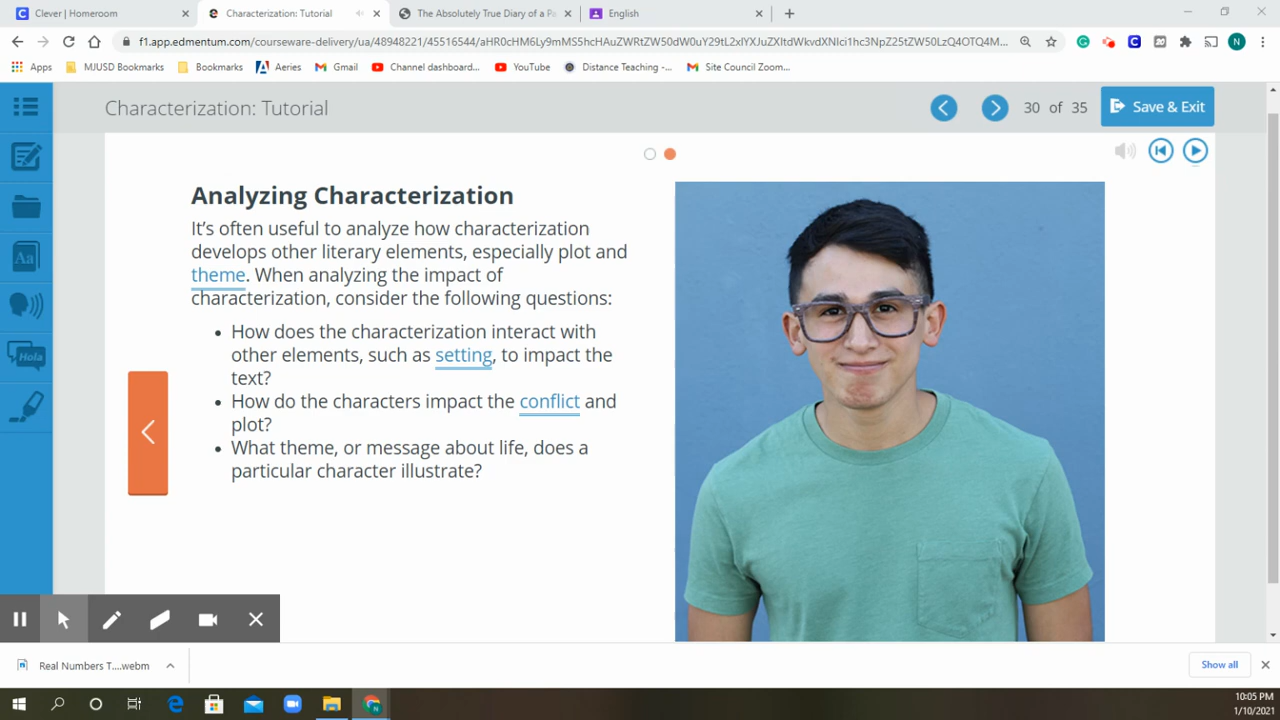 Clever | Homeroom
Characterization: Tutorial
The Absolutely True Diary of a Pa
English
f1.app.edmentum.com/courseware-delivery/ua/48948221/45516544/
Apps
MJUSD Bookmarks
Bookmarks
Aeries
Gmail
Channel dashboard...
YouTube
Distance Teaching -...
Site Council Zoom...
Characterization: Tutorial
30 of 35
Save & Exit
Analyzing Characterization
It's often useful to analyze how characterization
develops other literary elements, especially plot and
theme. When analyzing the impact of
characterization, consider the following questions:
• How does the characterization interact with
other elements, such as setting, to impact the
text?
• How do the characters impact the conflict and
plot?
• What theme, or message about life, does a
particular character illustrate?
Aa
Hola
Real Numbers T....webm
Show all
10:05 PM
1/10/2021